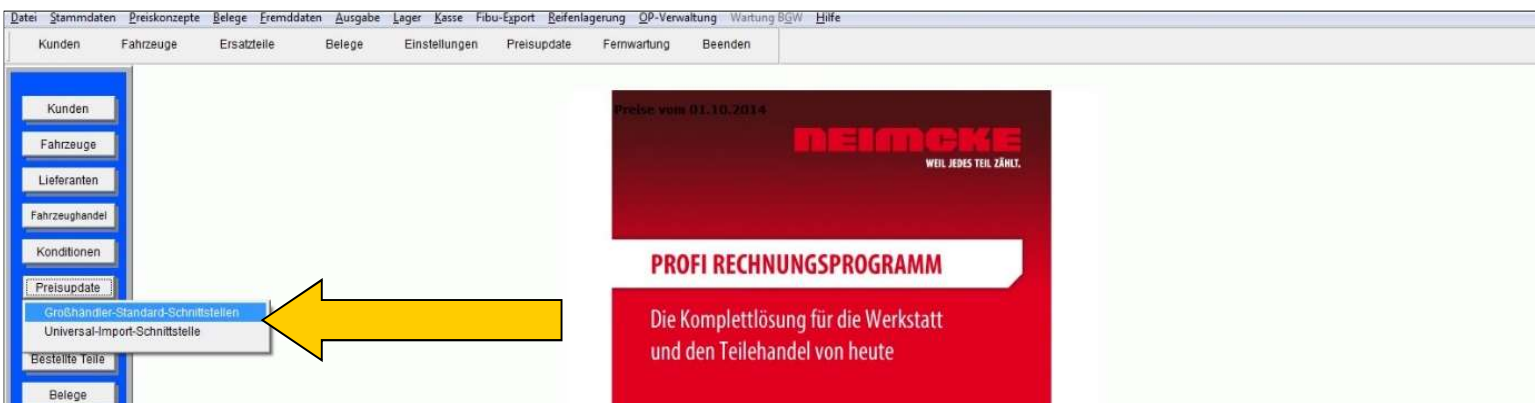 Datei Stammdaten Preiskonzepte Belege Fremddaten Ausgabe Lager Kasse Fibu-Export Reifenlagerung OP-Verwaltung Wartung BGW Hilfe
Kunden Fahrzeuge Ersatzteile Belege Einstellungen Preisupdate Fernwartung Beenden
Kunden
Fahrzeuge
Lieferanten
Fahrzeughandel
Konditionen
Preisupdate
Großhändler-Standard-Schnittstellen
Universal-Import-Schnittstelle
Bestellte Teile
Belege
Preise vom 01.10.2014
NEIMCKE
WEIL JEDES TEIL ZÄHLT.
PROFI RECHNUNGSPROGRAMM
Die Komplettlösung für die Werkstatt
und den Teilehandel von heute